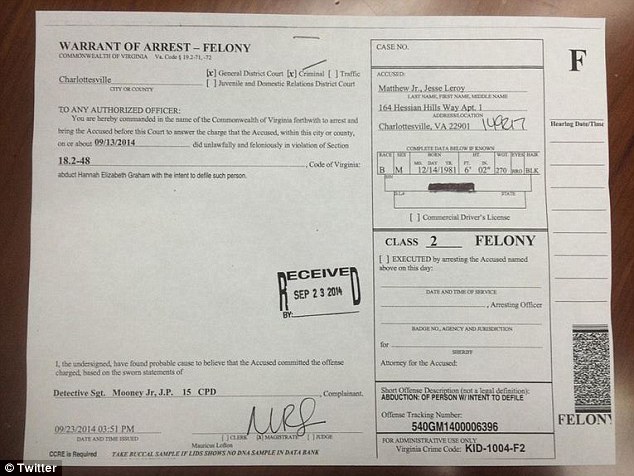 WARRANT OF ARREST – FELONY
COMMONWEALTH OF VIRGINIA Va. Code § 19.2-71, -72
Charlottesville
CITY OR COUNTY
[x] General District Court [x] Criminal [ ] Traffic
[ ] Juvenile and Domestic Relations District Court
TO ANY AUTHORIZED OFFICER:
You are hereby commanded in the name of the Commonwealth of Virginia forthwith to arrest and
bring the Accused before this Court to answer the charge that the Accused, within this city or county,
on or about 09/13/2014 did unlawfully and feloniously in violation of Section
18.2-48 , Code of Virginia:
abduct Hannah Elizabeth Graham with the intent to defile such person.
RECEIVED
SEP 23 2014
BY:
I, the undersigned, have found probable cause to believe that the Accused committed the offense
charged, based on the sworn statements of
Detective Sgt. Mooney Jr, J.P. 15 CPD , Complainant.
09/23/2014 03:51 PM
DATE AND TIME ISSUED
[ ] CLERK [x] MAGISTRATE [ ] JUDGE
Mauricus Loflos
CCRE is Required TAKE BUCCAL SAMPLE IF LIDS SHOWS NO DNA SAMPLE IN DATA BANK
CASE NO.
ACCUSED:
Matthew Jr., Jesse Leroy
LAST NAME, FIRST NAME, MIDDLE NAME
164 Hessian Hills Way Apt. 1
ADDRESS/LOCATION
Charlottesville, VA 22901
COMPLETE DATA BELOW IF KNOWN
RACE SEX BORN HT. WGT. EYES HAIR
MO. DAY YR. FT. IN.
B M 12/14/1981 6' 02" 270 BRO BLK
STATE
[ ] Commercial Driver's License
CLASS 2 FELONY
[ ] EXECUTED by arresting the Accused named
above on this day:
DATE AND TIME OF SERVICE
, Arresting Officer
BADGE NO., AGENCY AND JURISDICTION
for
SHERIFF
Attorney for the Accused:
Short Offense Description (not a legal definition):
ABDUCTION: OF PERSON W/ INTENT TO DEFILE
Offense Tracking Number:
540GM1400006396
FOR ADMINISTRATIVE USE ONLY
Virginia Crime Code: KID-1004-F2
F
Hearing Date/Time
FELONY
© Twitter